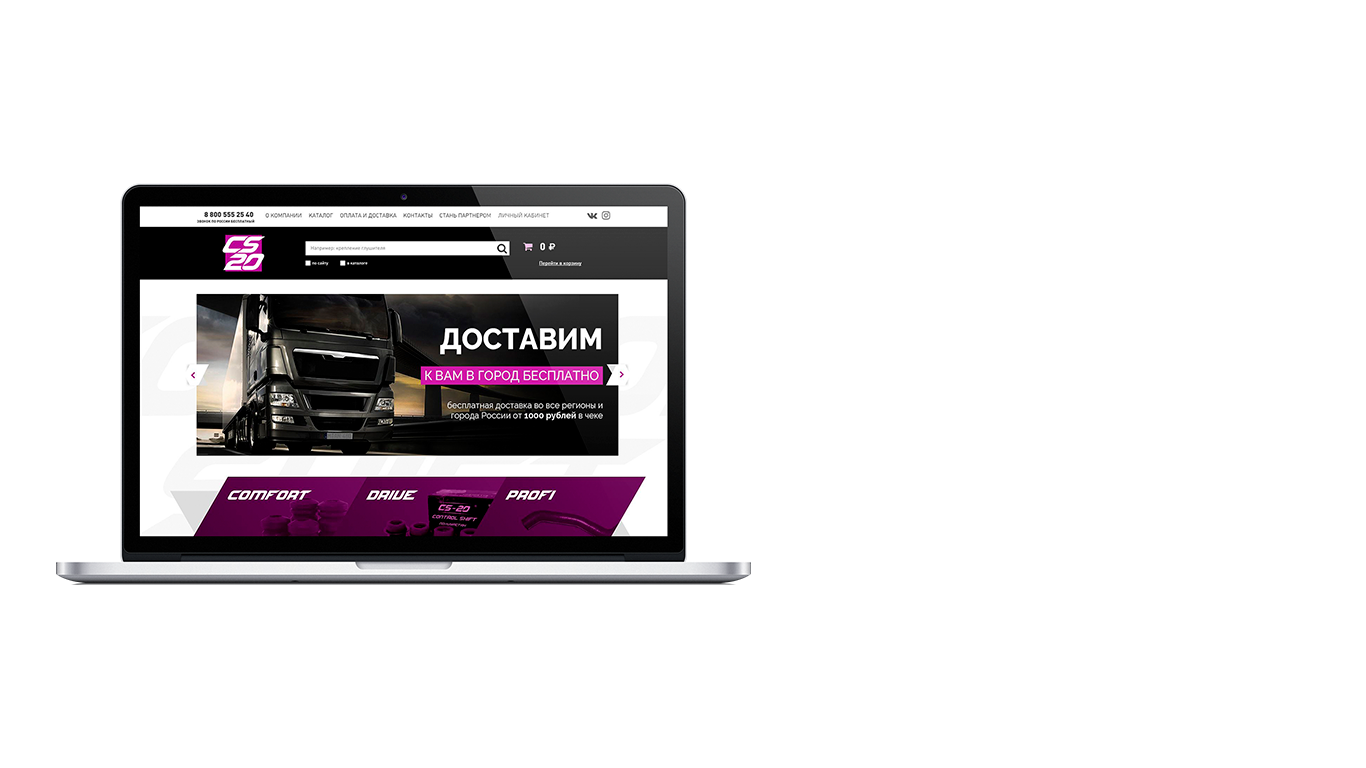 8 800 555 25 40
ЗВОНОК ПО РОССИИ БЕСПЛАТНЫЙ
О КОМПАНИИ КАТАЛОГ ОПЛАТА И ДОСТАВКА КОНТАКТЫ СТАНЬ ПАРТНЕРОМ ЛИЧНЫЙ КАБИНЕТ
CS
20
Например: крепление глушителя
0 ₽
по сайту в каталоге
Перейти в корзину
ДОСТАВИМ
К ВАМ В ГОРОД БЕСПЛАТНО
бесплатная доставка во все регионы и
города России от 1000 рублей в чеке
COMFORT DRIVE PROFI
CS-20
CONTROL SHIFT